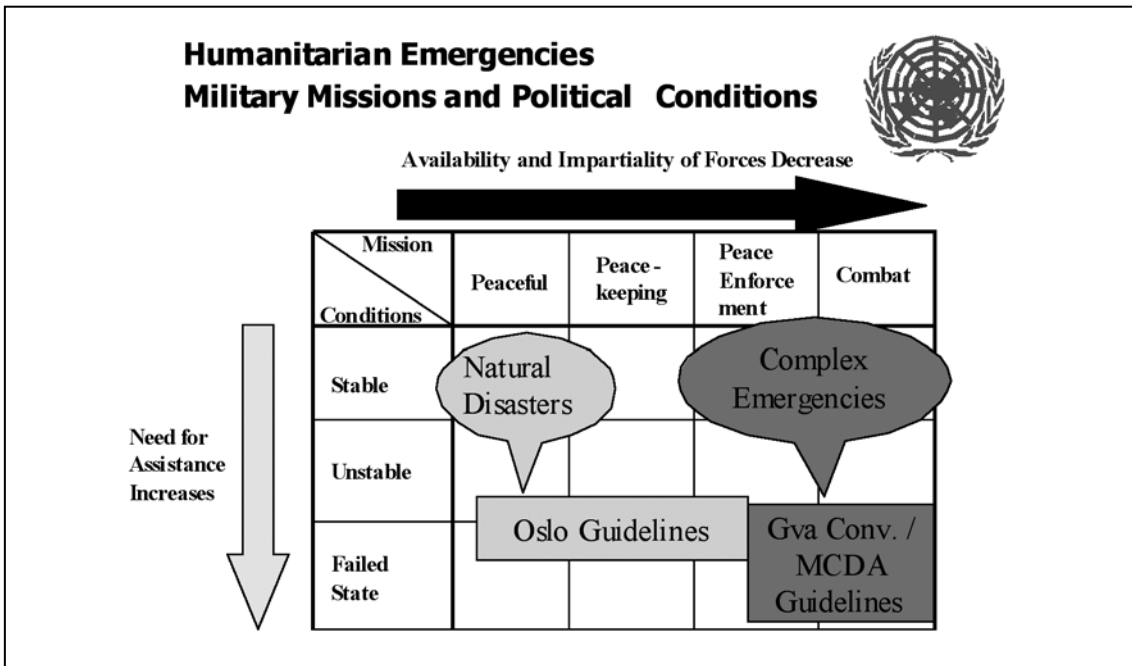 Humanitarian Emergencies
Military Missions and Political Conditions
Availability and Impartiality of Forces Decrease
Mission
Conditions
Peaceful
Peace -
keeping
Peace
Enforce
ment
Combat
Need for
Assistance
Increases
Stable
Natural
Disasters
Complex
Emergencies
Unstable
Failed
State
Oslo Guidelines
Gva Conv. /
MCDA
Guidelines